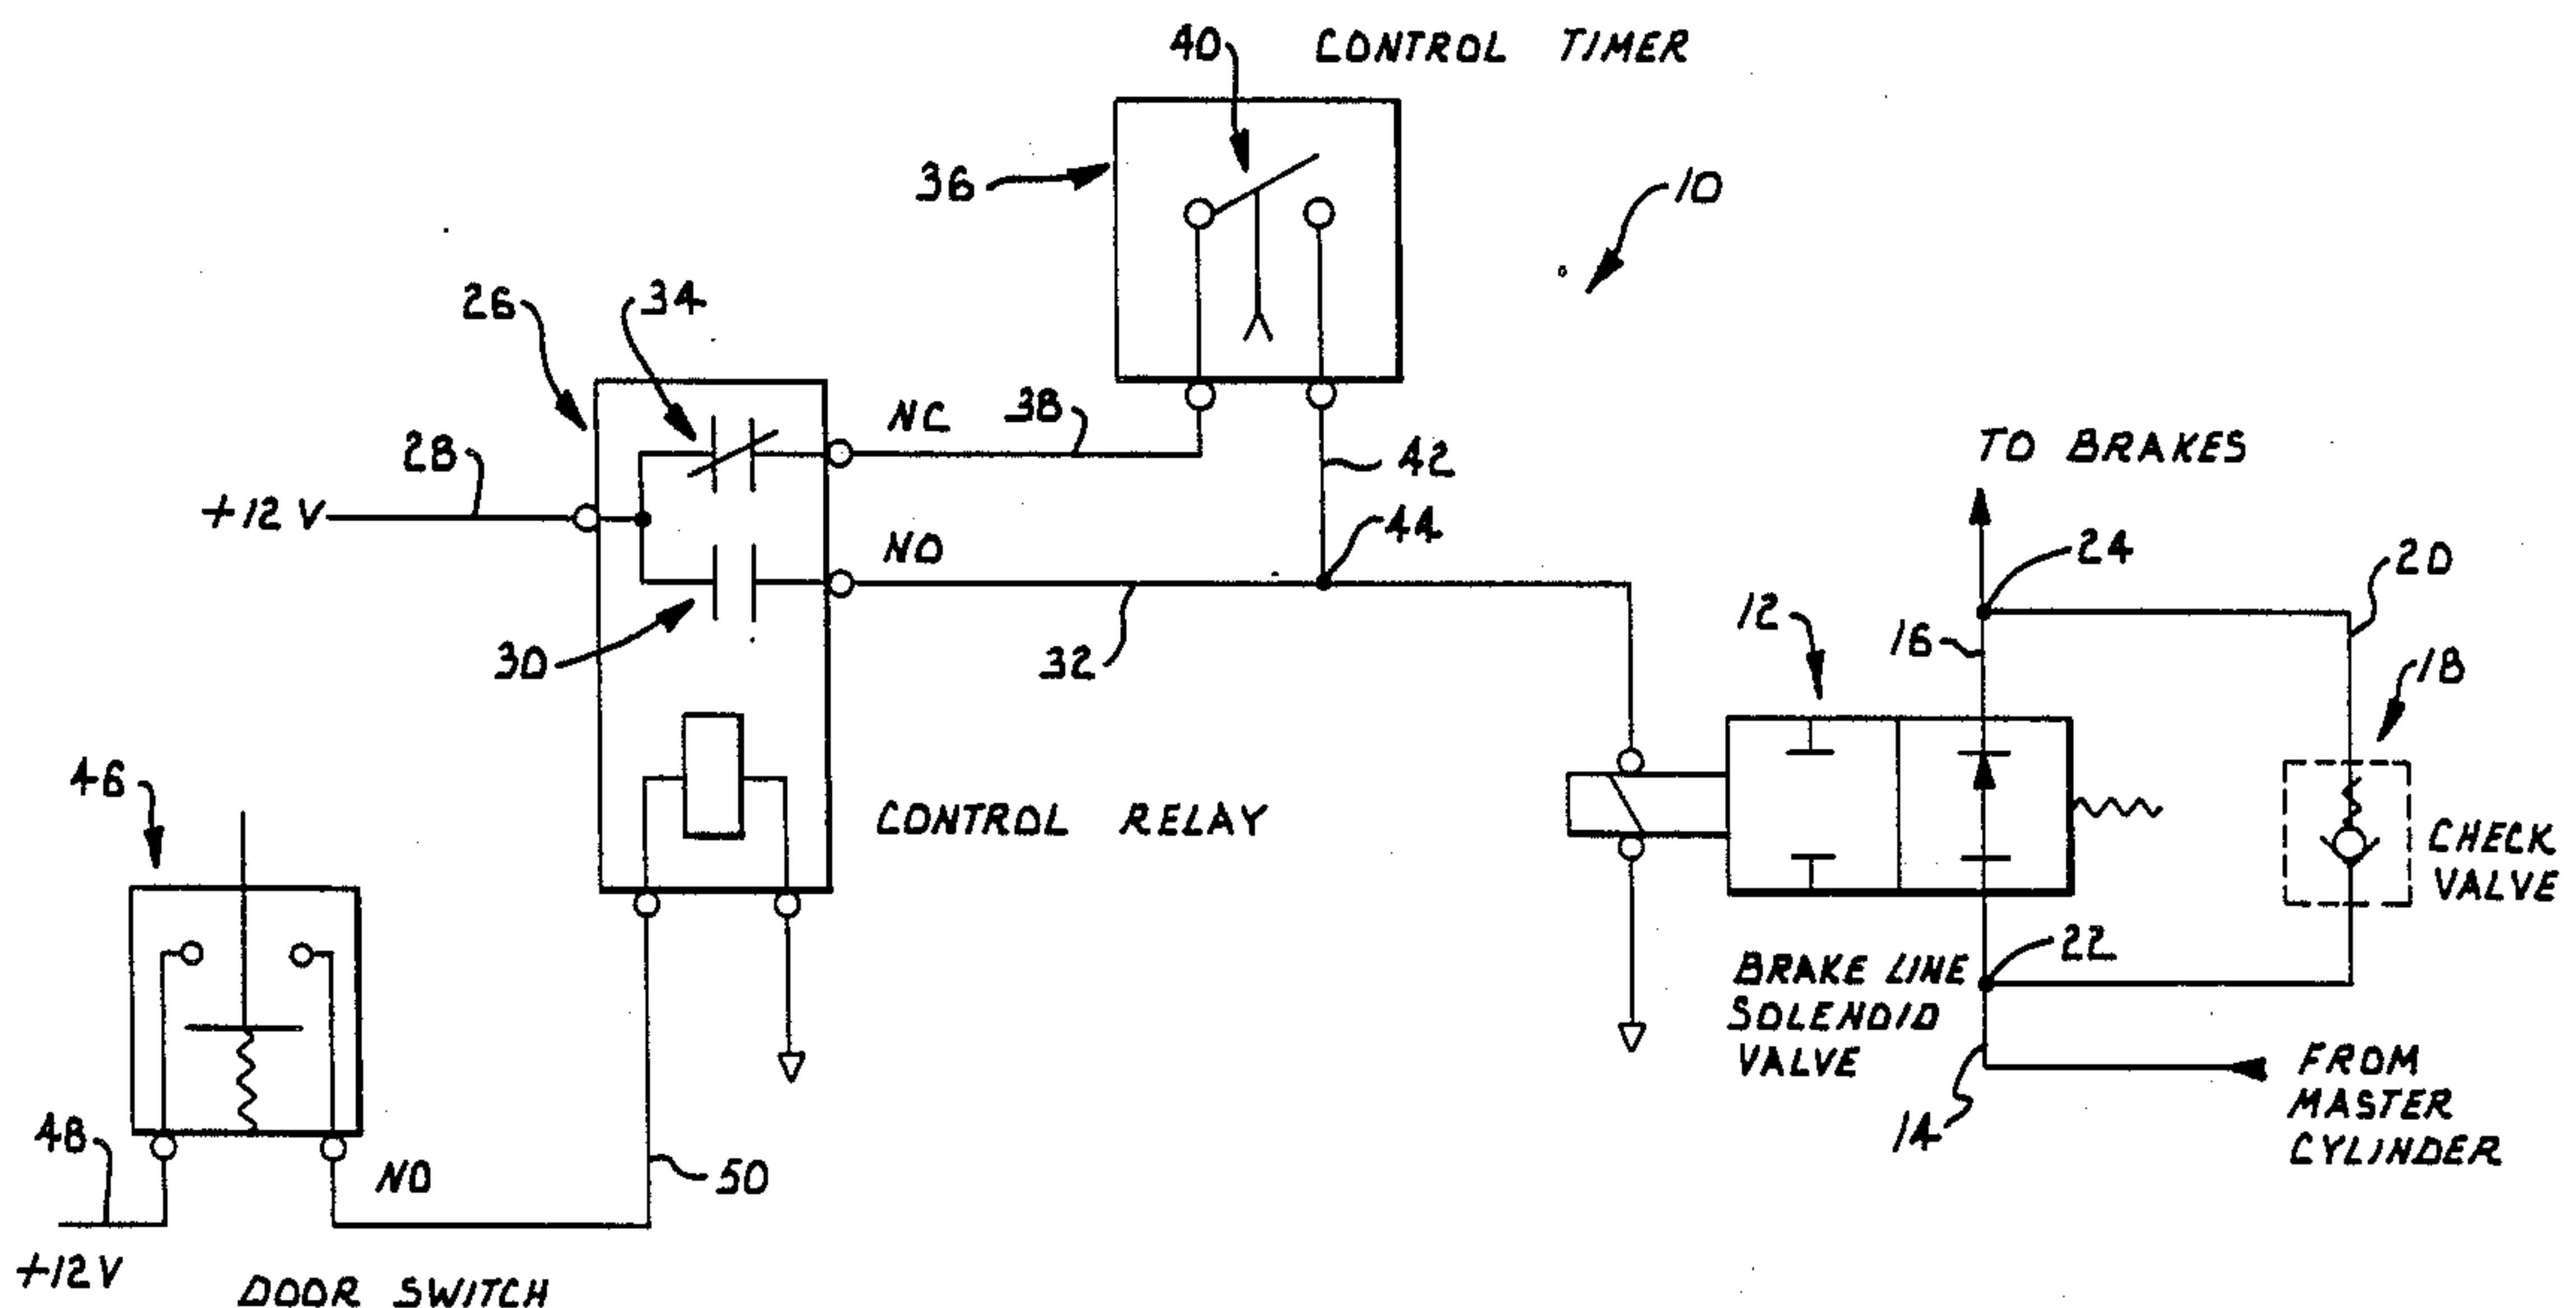 40 CONTROL TIMER
36
10
26
34
NC
38
28
42
+12 V
TO BRAKES
NO
44
24
20
12
16
30
32
18
46
CONTROL RELAY
CHECK
VALVE
22
BRAKE LINE
SOLENOID
VALVE
FROM
MASTER
CYLINDER
14
48
NO
50
+12V
DOOR SWITCH